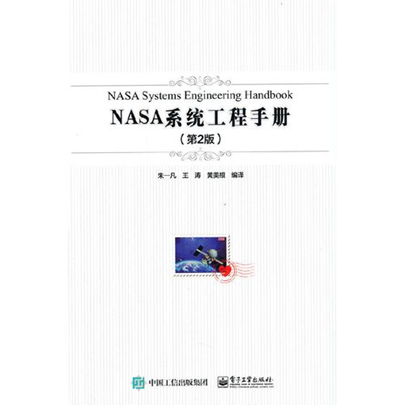 NASA Systems Engineering Handbook
NASA系统工程手册
（第2版）
朱一凡 王涛 黄美根 编译
中国工信出版集团
电子工业出版社